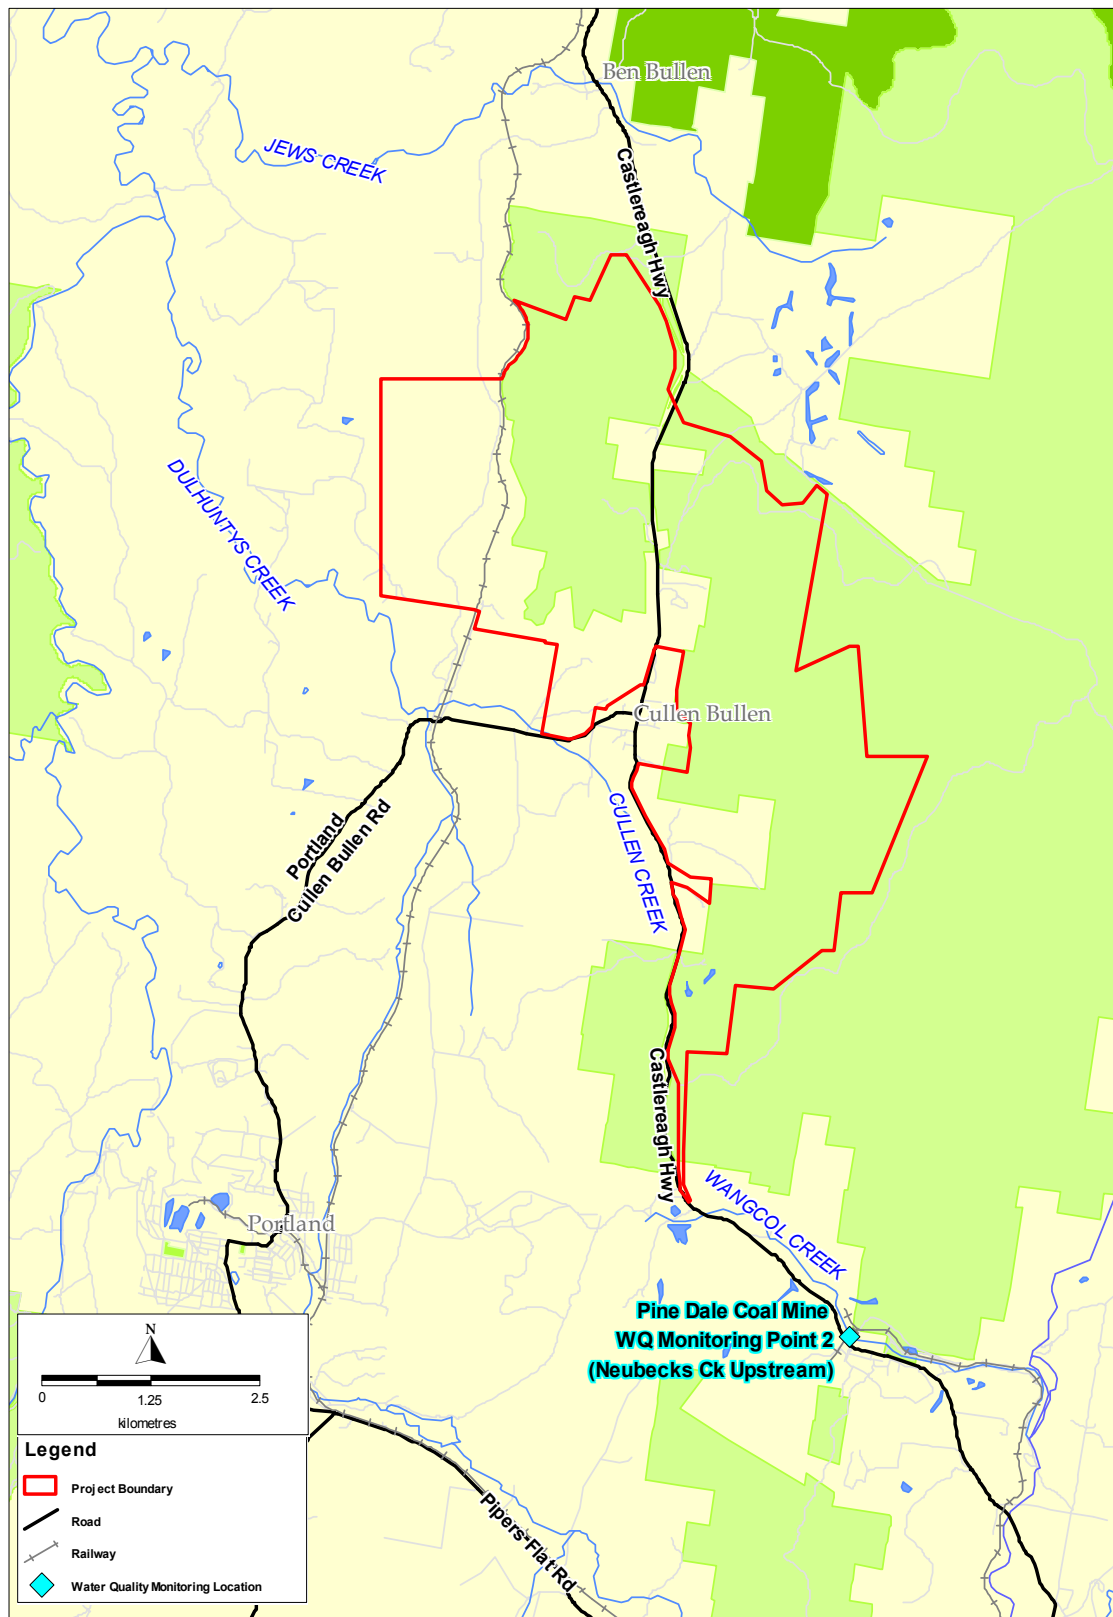 Ben Bullen
JEWS CREEK
Castlereagh Hwy
DULHUNTYS CREEK
Cullen Bullen
CULLEN CREEK
Portland
Cullen Bullen Rd
Castlereagh Hwy
WANGCOL CREEK
Portland
Pine Dale Coal Mine
WQ Monitoring Point 2
(Neubecks Ck Upstream)
N
0 1.25 2.5
kilometres
Legend
Project Boundary
Road
Railway
Water Quality Monitoring Location
Pipers Flat Rd